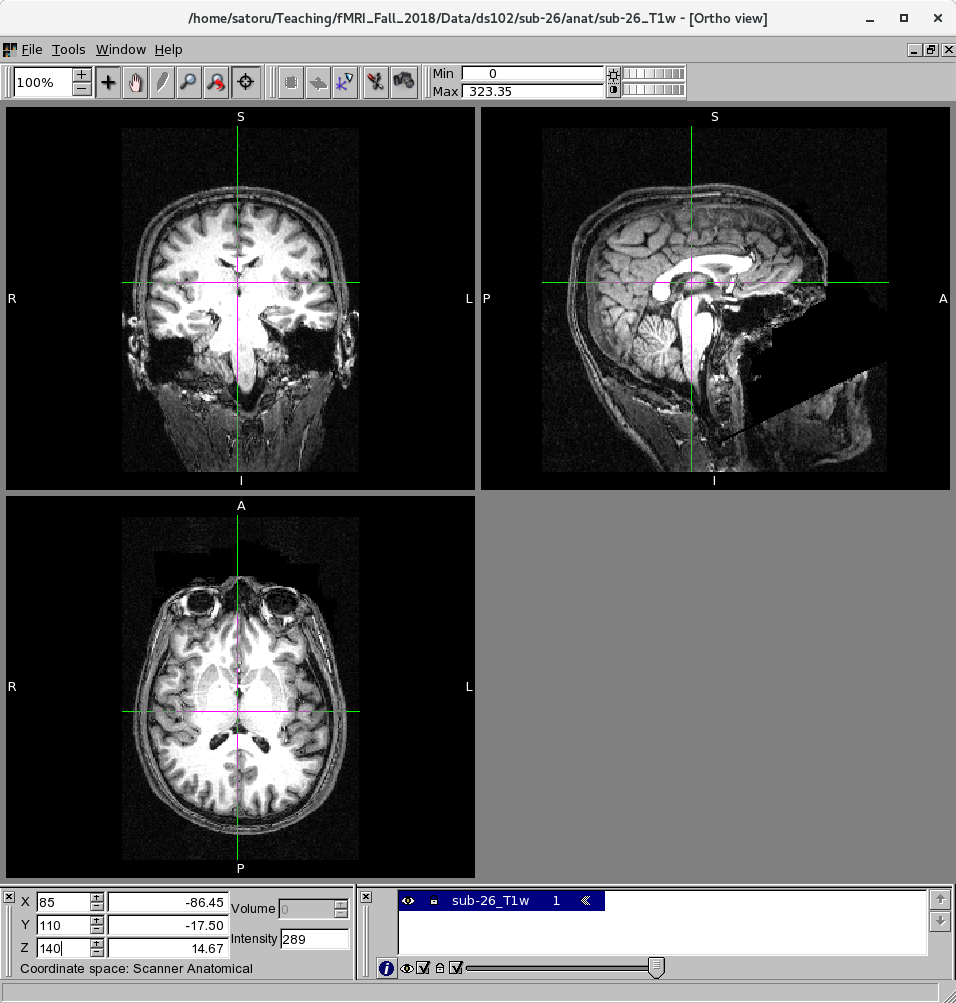 /home/satoru/Teaching/fMRI_Fall_2018/Data/ds102/sub-26/anat/sub-26_T1w - [Ortho view]
File Tools Window Help
100%
Min 0
Max 323.35
S
S
R
L
P
A
I
I
A
R
L
P
X 85 -86.45
Volume 0
Y 110 -17.50
Z 140 14.67
Intensity 289
Coordinate space: Scanner Anatomical
sub-26_T1w 1